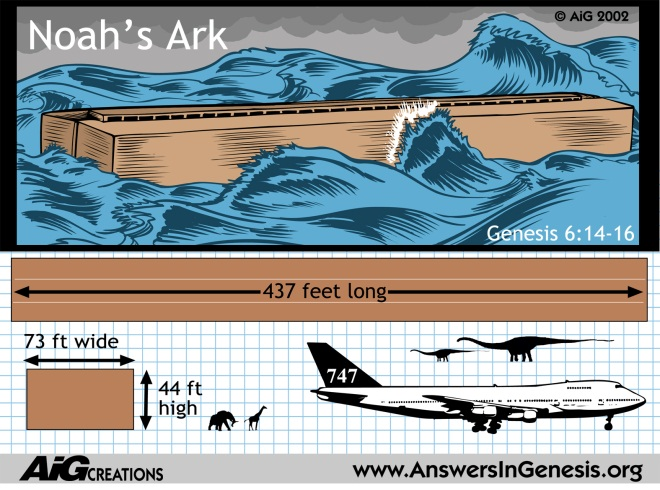 © AiG 2002
Noah's Ark
Genesis 6:14-16
437 feet long
73 ft wide
44 ft
high
747
AiG CREATIONS
www.AnswersInGenesis.org